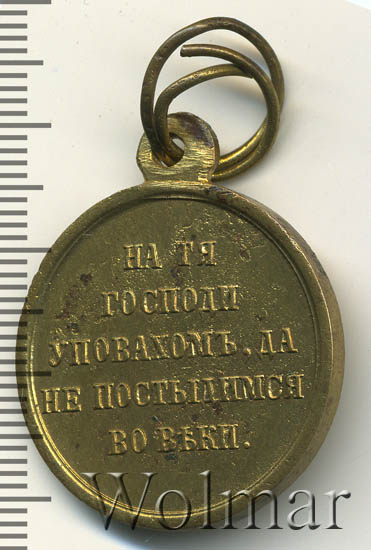 НА ТЯ
ГОСПОДИ
УПОВАХОМЪ, ДА
НЕ ПОСТЫДИМСЯ
ВО ВѢКИ.
Wolmar